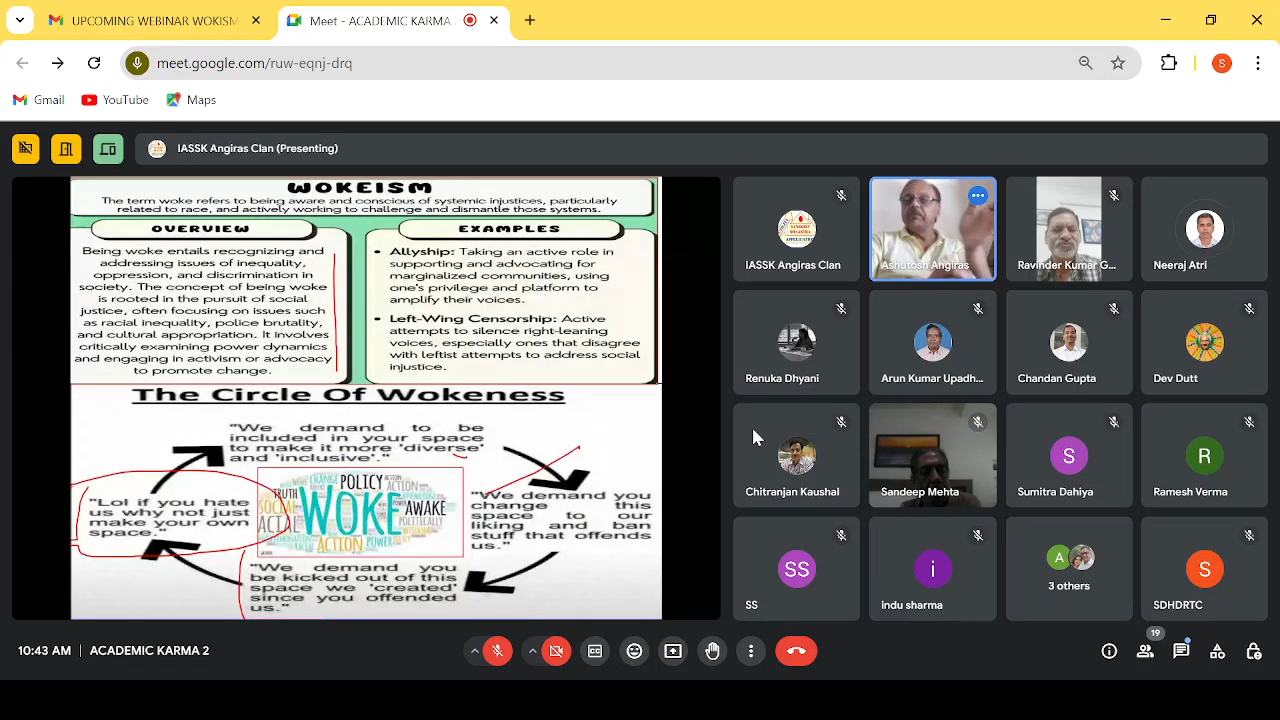 UPCOMING WEBINAR WOKISM
Meet - ACADEMIC KARMA
meet.google.com/ruw-eqnj-drq
S
Gmail
YouTube
Maps
IASSK Angiras Clan (Presenting)
WOKEISM
The term woke refers to being aware and conscious of systemic injustices, particularly
related to race, and actively working to challenge and dismantle those systems.
OVERVIEW
Being woke entails recognizing and
addressing issues of inequality,
oppression, and discrimination in
society. The concept of being woke
is rooted in the pursuit of social
justice, often focusing on issues such
as racial inequality, police brutality,
and cultural appropriation. It involves
critically examining power dynamics
and engaging in activism or advocacy
to promote change.
EXAMPLES
Allyship: Taking an active role in
supporting and advocating for
marginalized communities, using
one's privilege and platform to
amplify their voices.
Left-Wing Censorship: Active
attempts to silence right-leaning
voices, especially ones that disagree
with leftist attempts to address social
injustice.
The Circle Of Wokeness
"We demand to be
included in your space
to make it more 'diverse'
and 'inclusive'."
"Lol if you hate
us why not just
make your own
space."
TRUTH
CHANGE
POLICY
ACTION
SOCIAL
WOKE
AWAKE
POLITICALLY
ACTION
POWER
"We demand you
change this
space to our
liking and ban
stuff that offends
us."
"We demand you
be kicked out of this
space we 'created'
since you offended
us."
IASSK Angiras Clan
Ashutosh Angiras
Ravinder Kumar G...
Neeraj Atri
Renuka Dhyani
Arun Kumar Upadh...
Chandan Gupta
Dev Dutt
Chitranjan Kaushal
Sandeep Mehta
S
Sumitra Dahiya
R
Ramesh Verma
SS
SS
i
indu sharma
A
3 others
S
SDHDRTC
10:43 AM | ACADEMIC KARMA 2
19